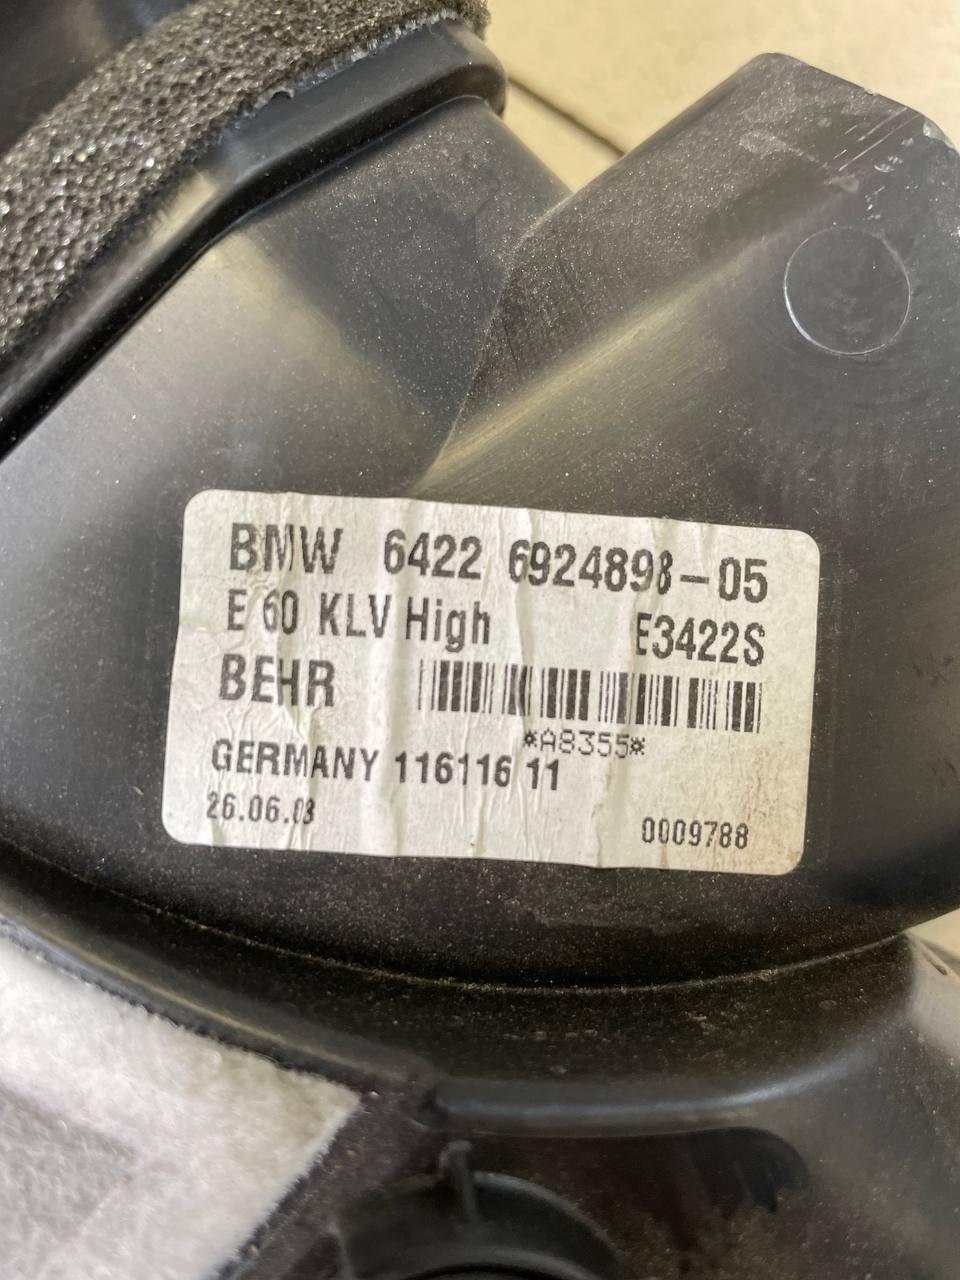 BMW 6422 6924898-05
E 60 KLV High E3422S
BEHR
*A8355*
GERMANY 116116 11
26.06.03
0009788